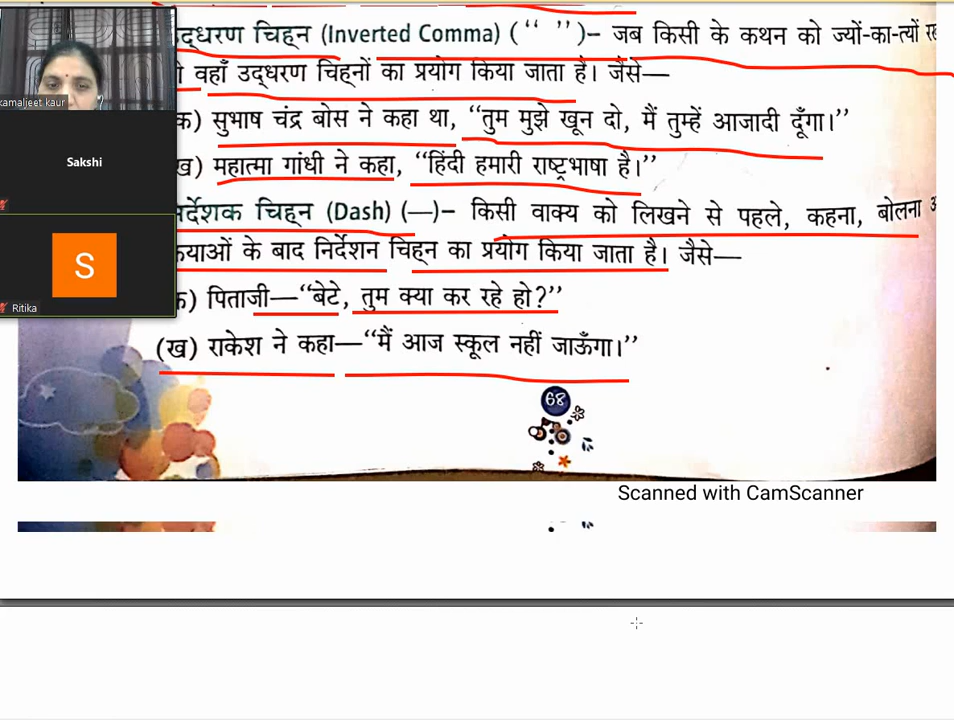 उद्धरण चिह्न (Inverted Comma) (“ ”)– जब किसी के कथन को ज्यों-का-त्यों
वहाँ उद्धरण चिह्नों का प्रयोग किया जाता है। जैसे—
क) सुभाष चंद्र बोस ने कहा था, “तुम मुझे खून दो, मैं तुम्हें आजादी दूँगा।”
ख) महात्मा गांधी ने कहा, “हिंदी हमारी राष्ट्रभाषा है।”
निर्देशक चिह्न (Dash) (—)– किसी वाक्य को लिखने से पहले, कहना, बोलना
के बाद निर्देशन चिह्न का प्रयोग किया जाता है। जैसे—
क) पिताजी—“बेटे, तुम क्या कर रहे हो?”
(ख) राकेश ने कहा—“मैं आज स्कूल नहीं जाऊँगा।”
68
Scanned with CamScanner
kamaljeet kaur
Sakshi
S
Ritika